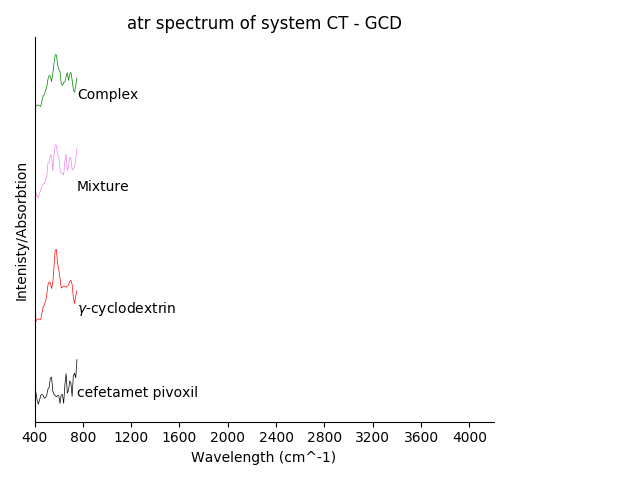 atr spectrum of system CT - GCD
Intenisty/Absorbtion
Complex
Mixture
γ-cyclodextrin
cefetamet pivoxil
400 800 1200 1600 2000 2400 2800 3200 3600 4000
Wavelength (cm^-1)